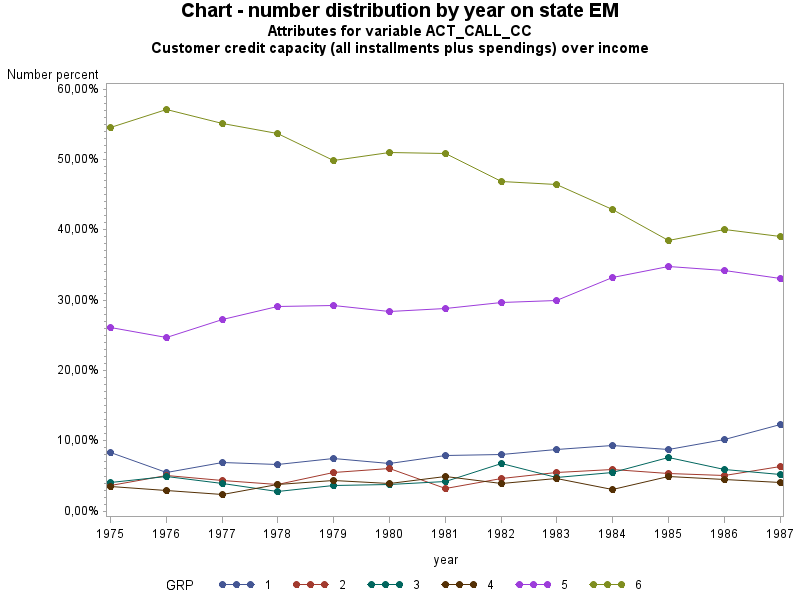 Chart - number distribution by year on state EM
Attributes for variable ACT_CALL_CC
Customer credit capacity (all installments plus spendings) over income
Number percent
60,00%
50,00%
40,00%
30,00%
20,00%
10,00%
0,00%
1975 1976 1977 1978 1979 1980 1981 1982 1983 1984 1985 1986 1987
year
GRP 1 2 3 4 5 6